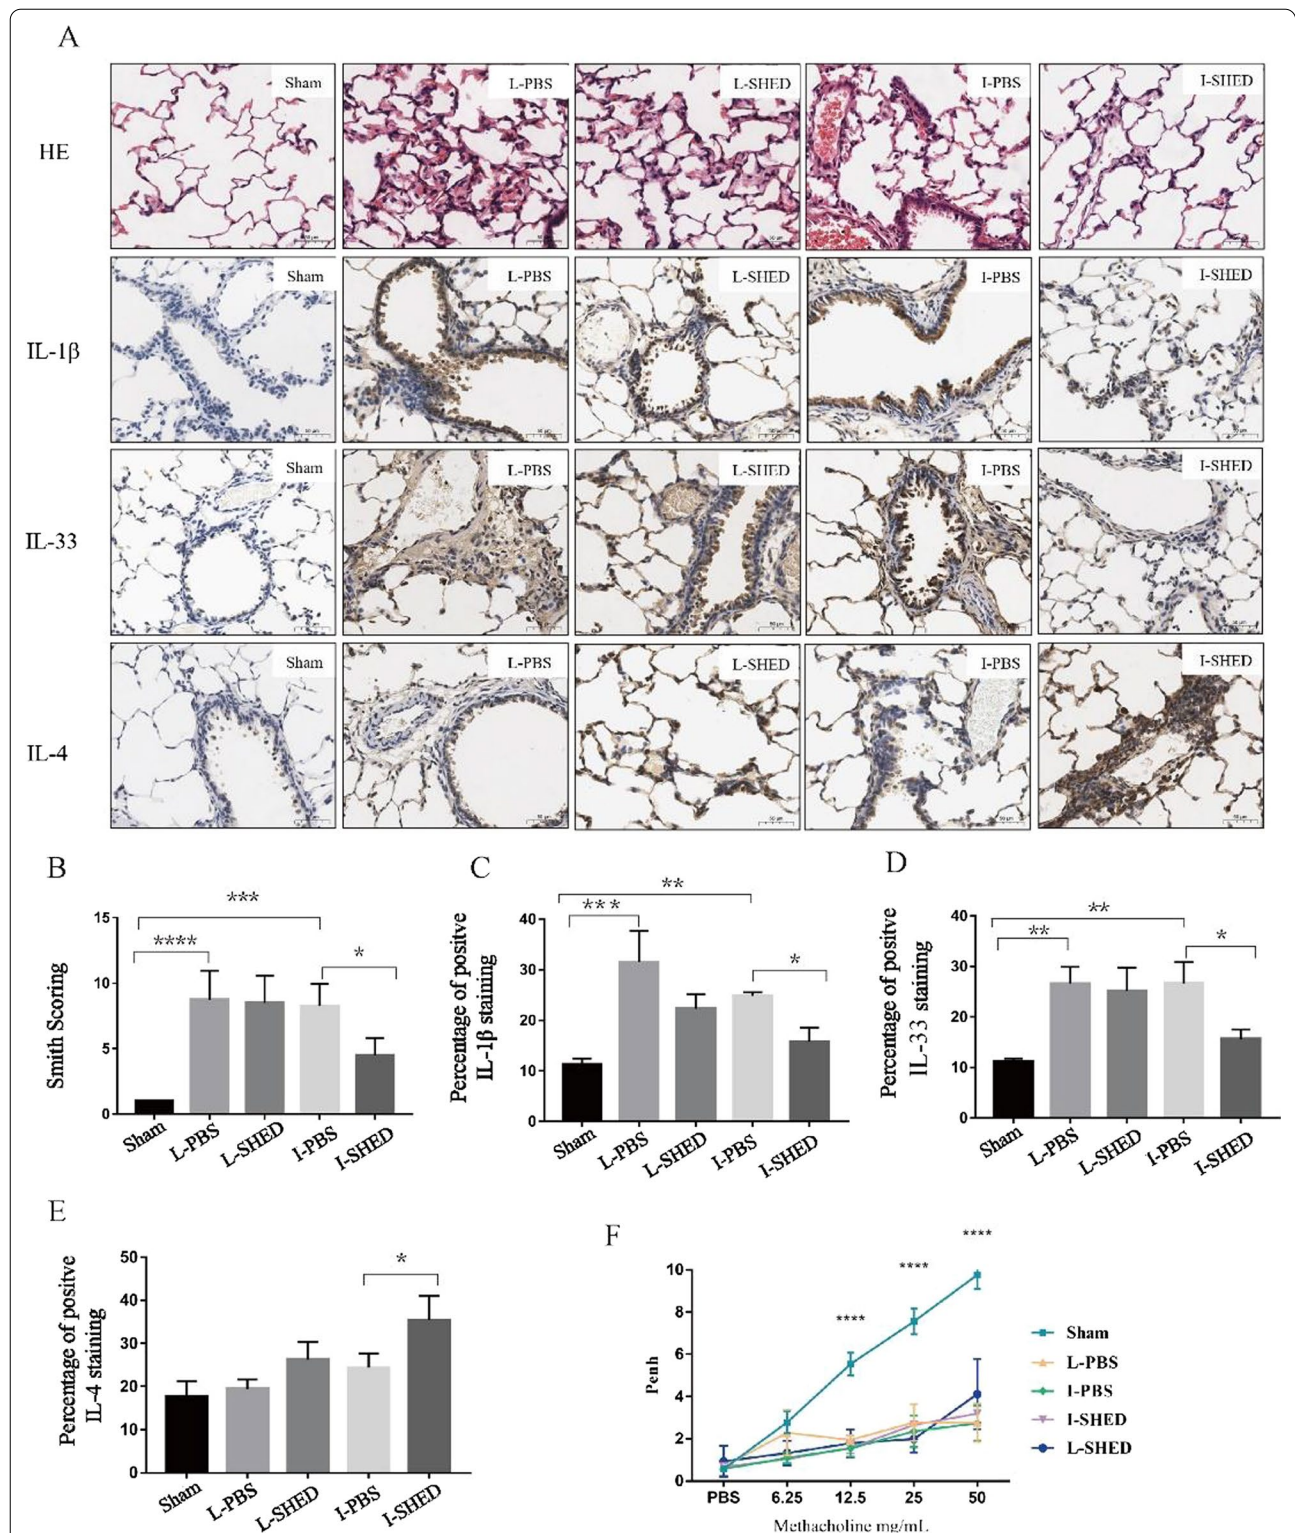 A
HE
Sham
L-PBS
L-SHED
I-PBS
I-SHED
IL-1β
Sham
L-PBS
L-SHED
I-PBS
I-SHED
IL-33
Sham
L-PBS
L-SHED
I-PBS
I-SHED
IL-4
Sham
L-PBS
L-SHED
I-PBS
I-SHED
B
***
****
*
Smith Scoring
15
10
5
0
Sham
L-PBS
L-SHED
I-PBS
I-SHED
C
**
***
*
Percentage of positve
IL-1β staining
40
30
20
10
0
Sham
L-PBS
L-SHED
I-PBS
I-SHED
D
**
**
*
Percentage of positve
IL-33 staining
40
30
20
10
0
Sham
L-PBS
L-SHED
I-PBS
I-SHED
E
*
Percentage of positve
IL-4 staining
50
40
30
20
10
0
Sham
L-PBS
L-SHED
I-PBS
I-SHED
F
****
****
****
Penh
10
8
6
4
2
0
PBS
6.25
12.5
25
50
Methacholine mg/mL
Sham
L-PBS
I-PBS
I-SHED
L-SHED